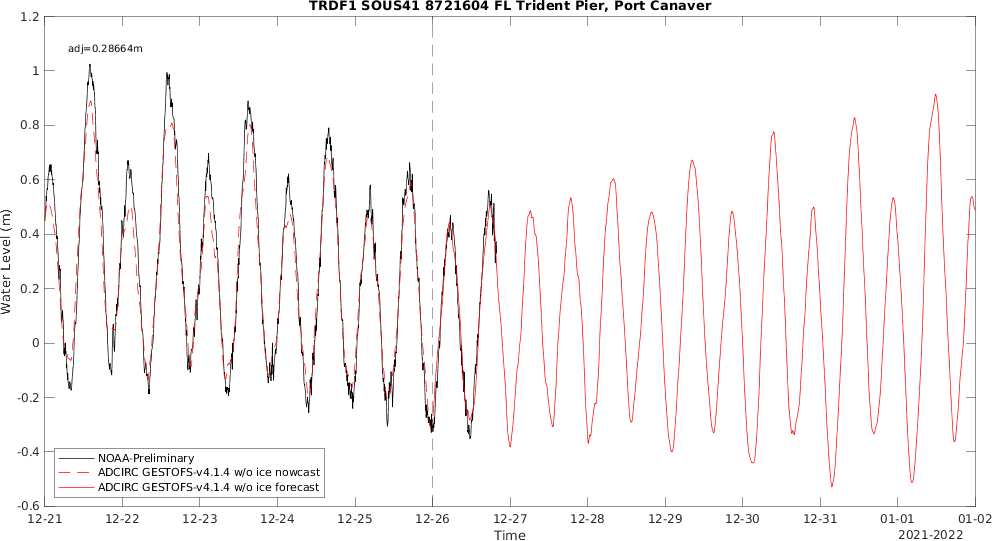 TRDF1 SOUS41 8721604 FL Trident Pier, Port Canaver
1.2
adj=0.28664m
1
0.8
0.6
0.4
0.2
0
-0.2
-0.4
-0.6
Water Level (m)
NOAA-Preliminary
ADCIRC GESTOFS-v4.1.4 w/o ice nowcast
ADCIRC GESTOFS-v4.1.4 w/o ice forecast
12-21 12-22 12-23 12-24 12-25 12-26 12-27 12-28 12-29 12-30 12-31 01-01 01-02
Time
2021-2022